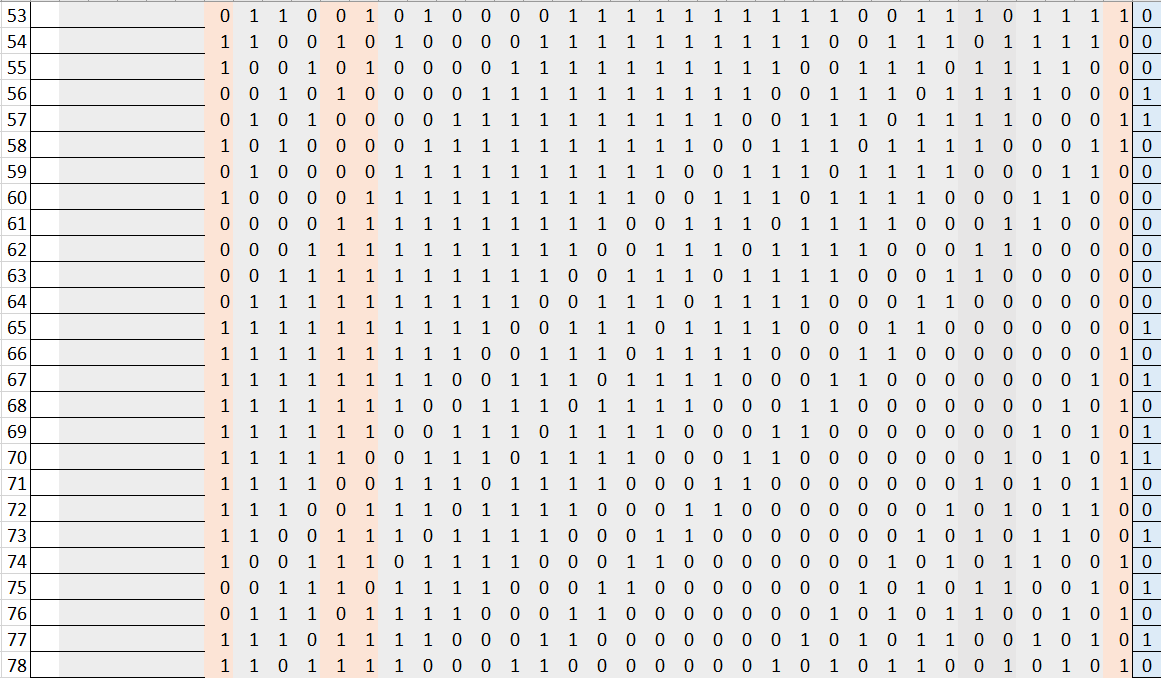 53 0 1 1 0 0 1 0 1 0 0 0 0 1 1 1 1 1 1 1 1 1 1 0 0 1 1 1 0 1 1 1 1 0
54 1 1 0 0 1 0 1 0 0 0 0 1 1 1 1 1 1 1 1 1 1 0 0 1 1 1 0 1 1 1 1 0 0
55 1 0 0 1 0 1 0 0 0 0 1 1 1 1 1 1 1 1 1 1 0 0 1 1 1 0 1 1 1 1 0 0 0
56 0 0 1 0 1 0 0 0 0 1 1 1 1 1 1 1 1 1 1 0 0 1 1 1 0 1 1 1 1 0 0 0 1
57 0 1 0 1 0 0 0 0 1 1 1 1 1 1 1 1 1 1 0 0 1 1 1 0 1 1 1 1 0 0 0 1 1
58 1 0 1 0 0 0 0 1 1 1 1 1 1 1 1 1 1 0 0 1 1 1 0 1 1 1 1 0 0 0 1 1 0
59 0 1 0 0 0 0 1 1 1 1 1 1 1 1 1 1 0 0 1 1 1 0 1 1 1 1 0 0 0 1 1 0 0
60 1 0 0 0 0 1 1 1 1 1 1 1 1 1 1 0 0 1 1 1 0 1 1 1 1 0 0 0 1 1 0 0 0
61 0 0 0 0 1 1 1 1 1 1 1 1 1 1 0 0 1 1 1 0 1 1 1 1 0 0 0 1 1 0 0 0 0
62 0 0 0 1 1 1 1 1 1 1 1 1 1 0 0 1 1 1 0 1 1 1 1 0 0 0 1 1 0 0 0 0 0
63 0 0 1 1 1 1 1 1 1 1 1 1 0 0 1 1 1 0 1 1 1 1 0 0 0 1 1 0 0 0 0 0 0
64 0 1 1 1 1 1 1 1 1 1 1 0 0 1 1 1 0 1 1 1 1 0 0 0 1 1 0 0 0 0 0 0 0
65 1 1 1 1 1 1 1 1 1 1 0 0 1 1 1 0 1 1 1 1 0 0 0 1 1 0 0 0 0 0 0 0 1
66 1 1 1 1 1 1 1 1 1 0 0 1 1 1 0 1 1 1 1 0 0 0 1 1 0 0 0 0 0 0 0 1 0
67 1 1 1 1 1 1 1 1 0 0 1 1 1 0 1 1 1 1 0 0 0 1 1 0 0 0 0 0 0 0 1 0 1
68 1 1 1 1 1 1 1 0 0 1 1 1 0 1 1 1 1 0 0 0 1 1 0 0 0 0 0 0 0 1 0 1 0
69 1 1 1 1 1 1 0 0 1 1 1 0 1 1 1 1 0 0 0 1 1 0 0 0 0 0 0 0 1 0 1 0 1
70 1 1 1 1 1 0 0 1 1 1 0 1 1 1 1 0 0 0 1 1 0 0 0 0 0 0 0 1 0 1 0 1 1
71 1 1 1 1 0 0 1 1 1 0 1 1 1 1 0 0 0 1 1 0 0 0 0 0 0 0 1 0 1 0 1 1 0
72 1 1 1 0 0 1 1 1 0 1 1 1 1 0 0 0 1 1 0 0 0 0 0 0 0 1 0 1 0 1 1 0 0
73 1 1 0 0 1 1 1 0 1 1 1 1 0 0 0 1 1 0 0 0 0 0 0 0 1 0 1 0 1 1 0 0 1
74 1 0 0 1 1 1 0 1 1 1 1 0 0 0 1 1 0 0 0 0 0 0 0 1 0 1 0 1 1 0 0 1 0
75 0 0 1 1 1 0 1 1 1 1 0 0 0 1 1 0 0 0 0 0 0 0 1 0 1 0 1 1 0 0 1 0 1
76 0 1 1 1 0 1 1 1 1 0 0 0 1 1 0 0 0 0 0 0 0 1 0 1 0 1 1 0 0 1 0 1 0
77 1 1 1 0 1 1 1 1 0 0 0 1 1 0 0 0 0 0 0 0 1 0 1 0 1 1 0 0 1 0 1 0 1
78 1 1 0 1 1 1 1 0 0 0 1 1 0 0 0 0 0 0 0 1 0 1 0 1 1 0 0 1 0 1 0 1 0